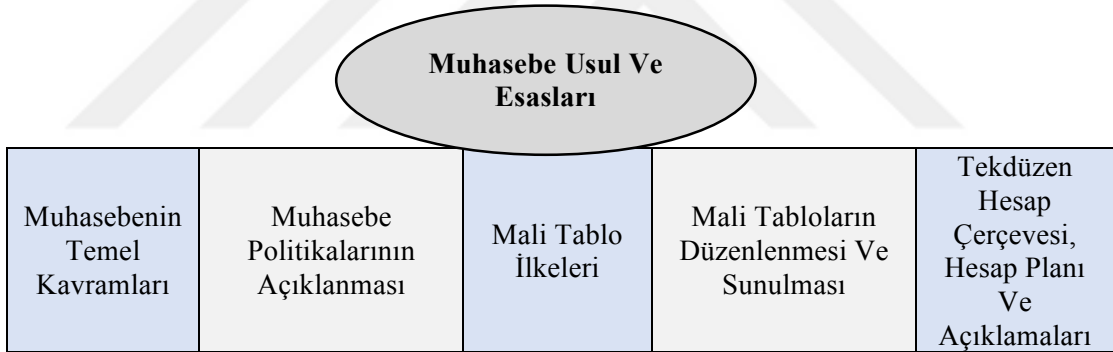 Muhasebe Usul Ve
Esasları
Muhasebenin
Temel
Kavramları
Muhasebe
Politikalarının
Açıklanması
Mali Tablo
İlkeleri
Mali Tabloların
Düzenlenmesi Ve
Sunulması
Tekdüzen
Hesap
Çerçevesi,
Hesap Planı
Ve
Açıklamaları